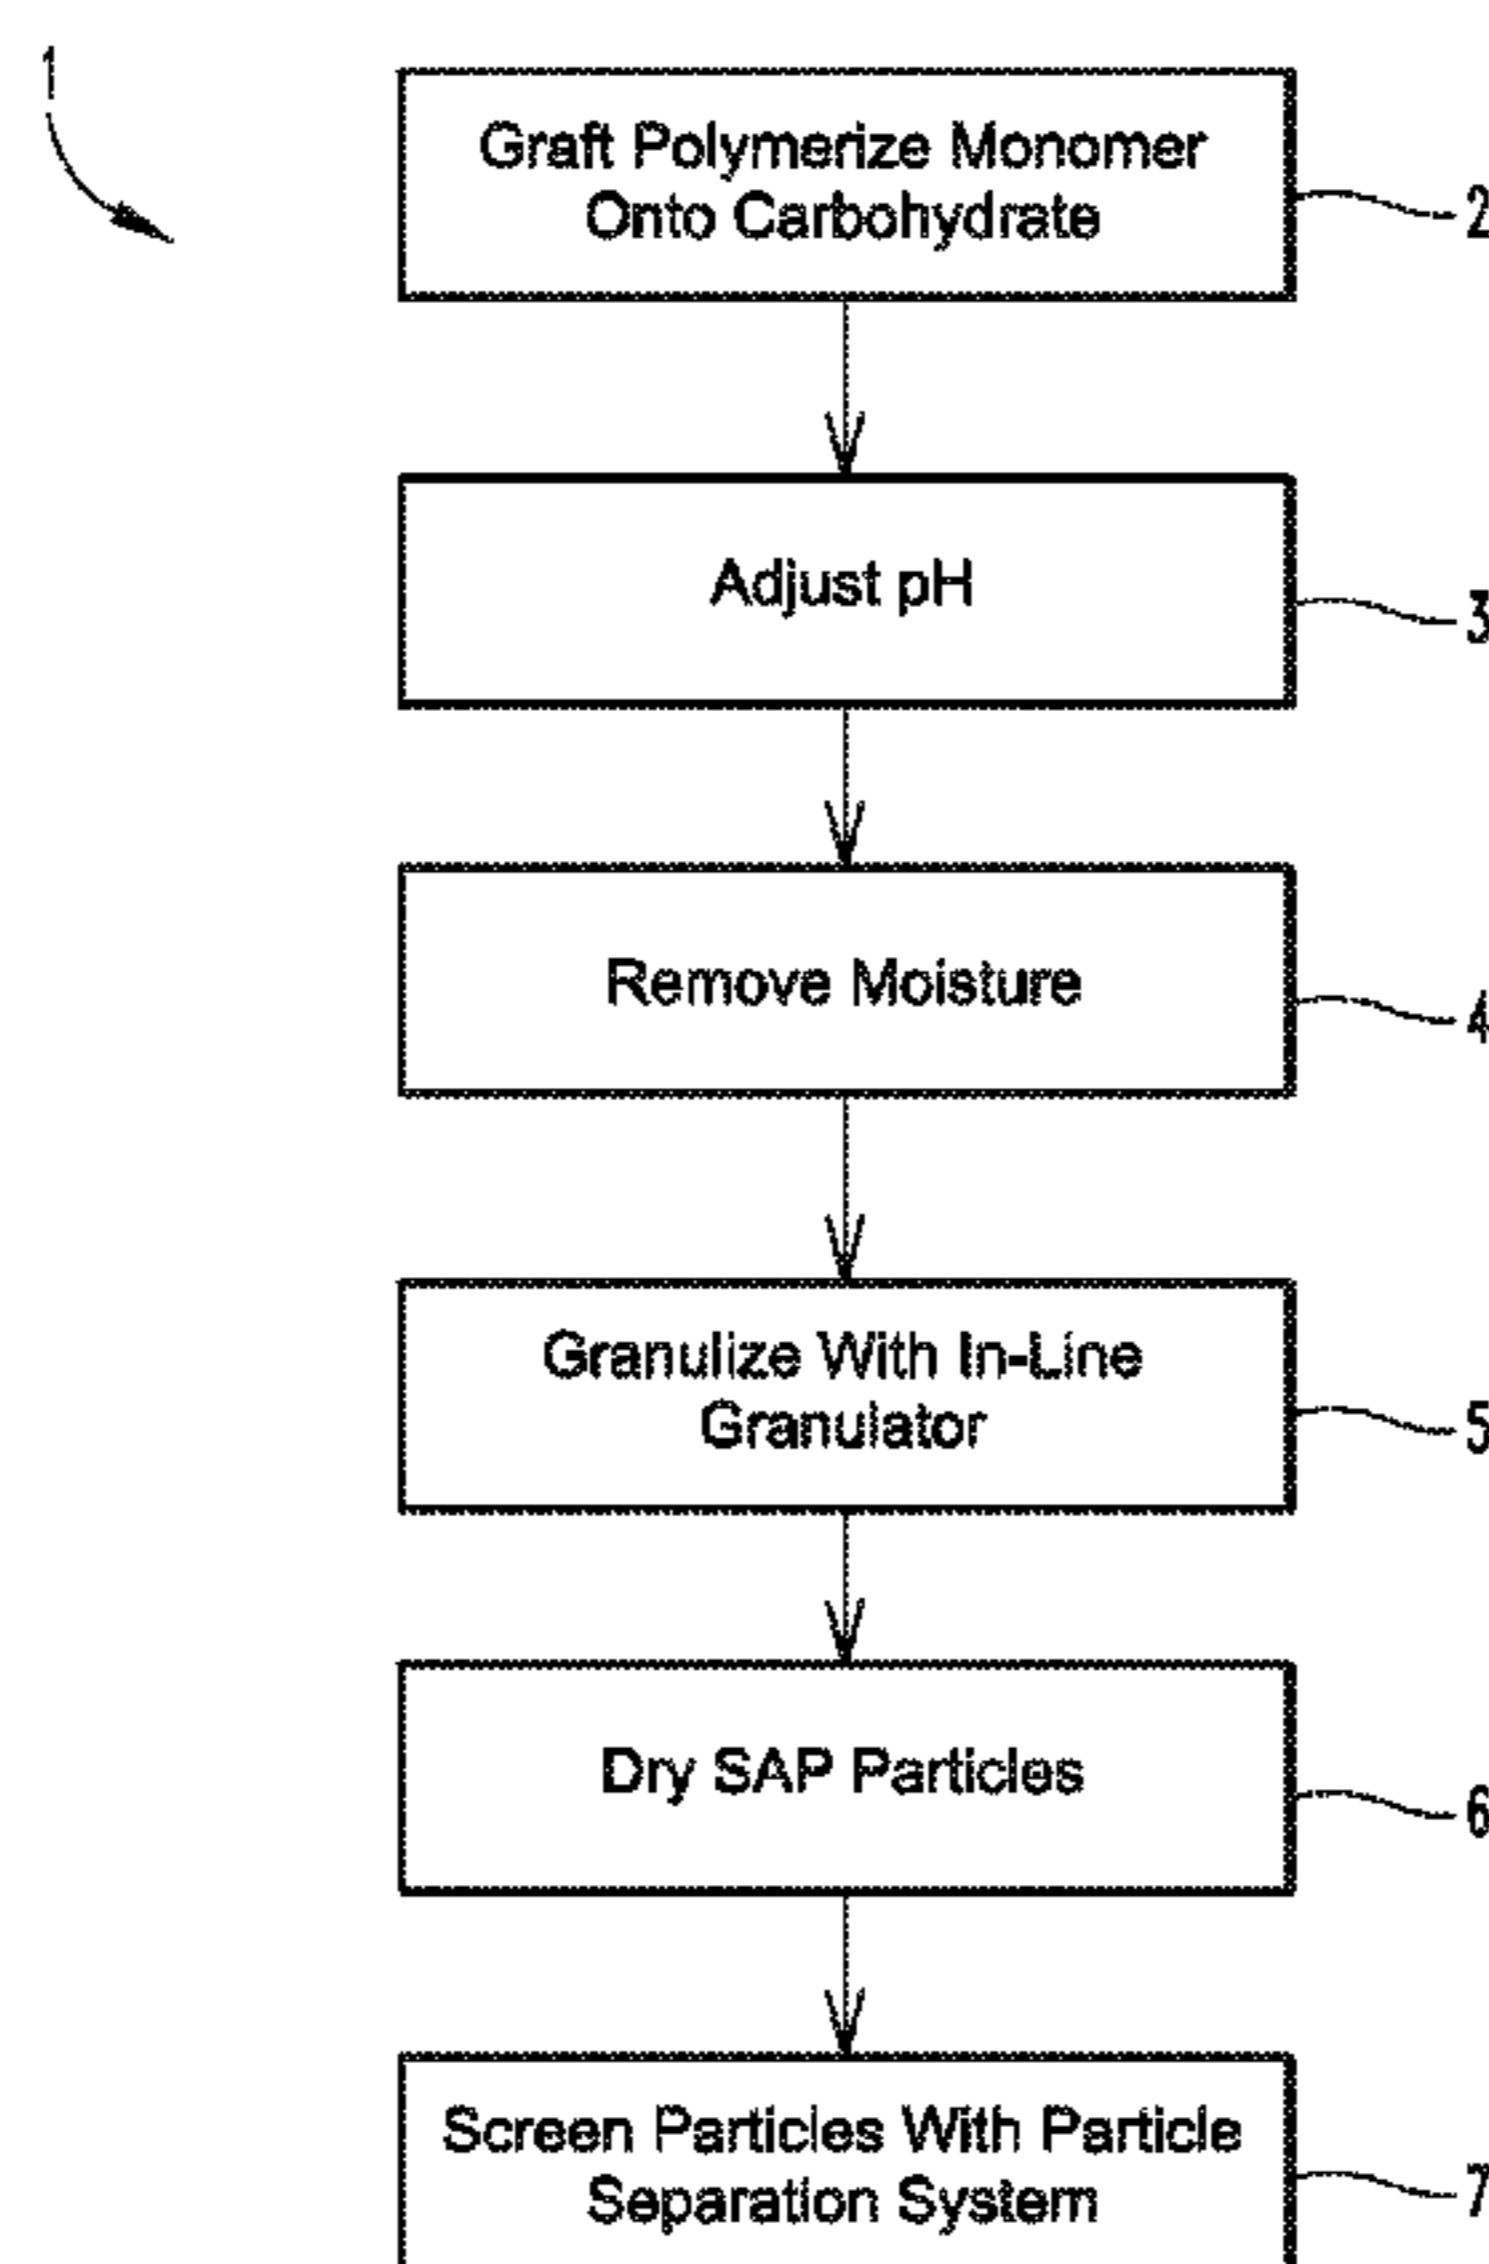 1
Graft Polymerize Monomer
Onto Carbohydrate
2
Adjust pH
3
Remove Moisture
4
Granulize With In-Line
Granulator
5
Dry SAP Particles
6
Screen Particles With Particle
Separation System
7